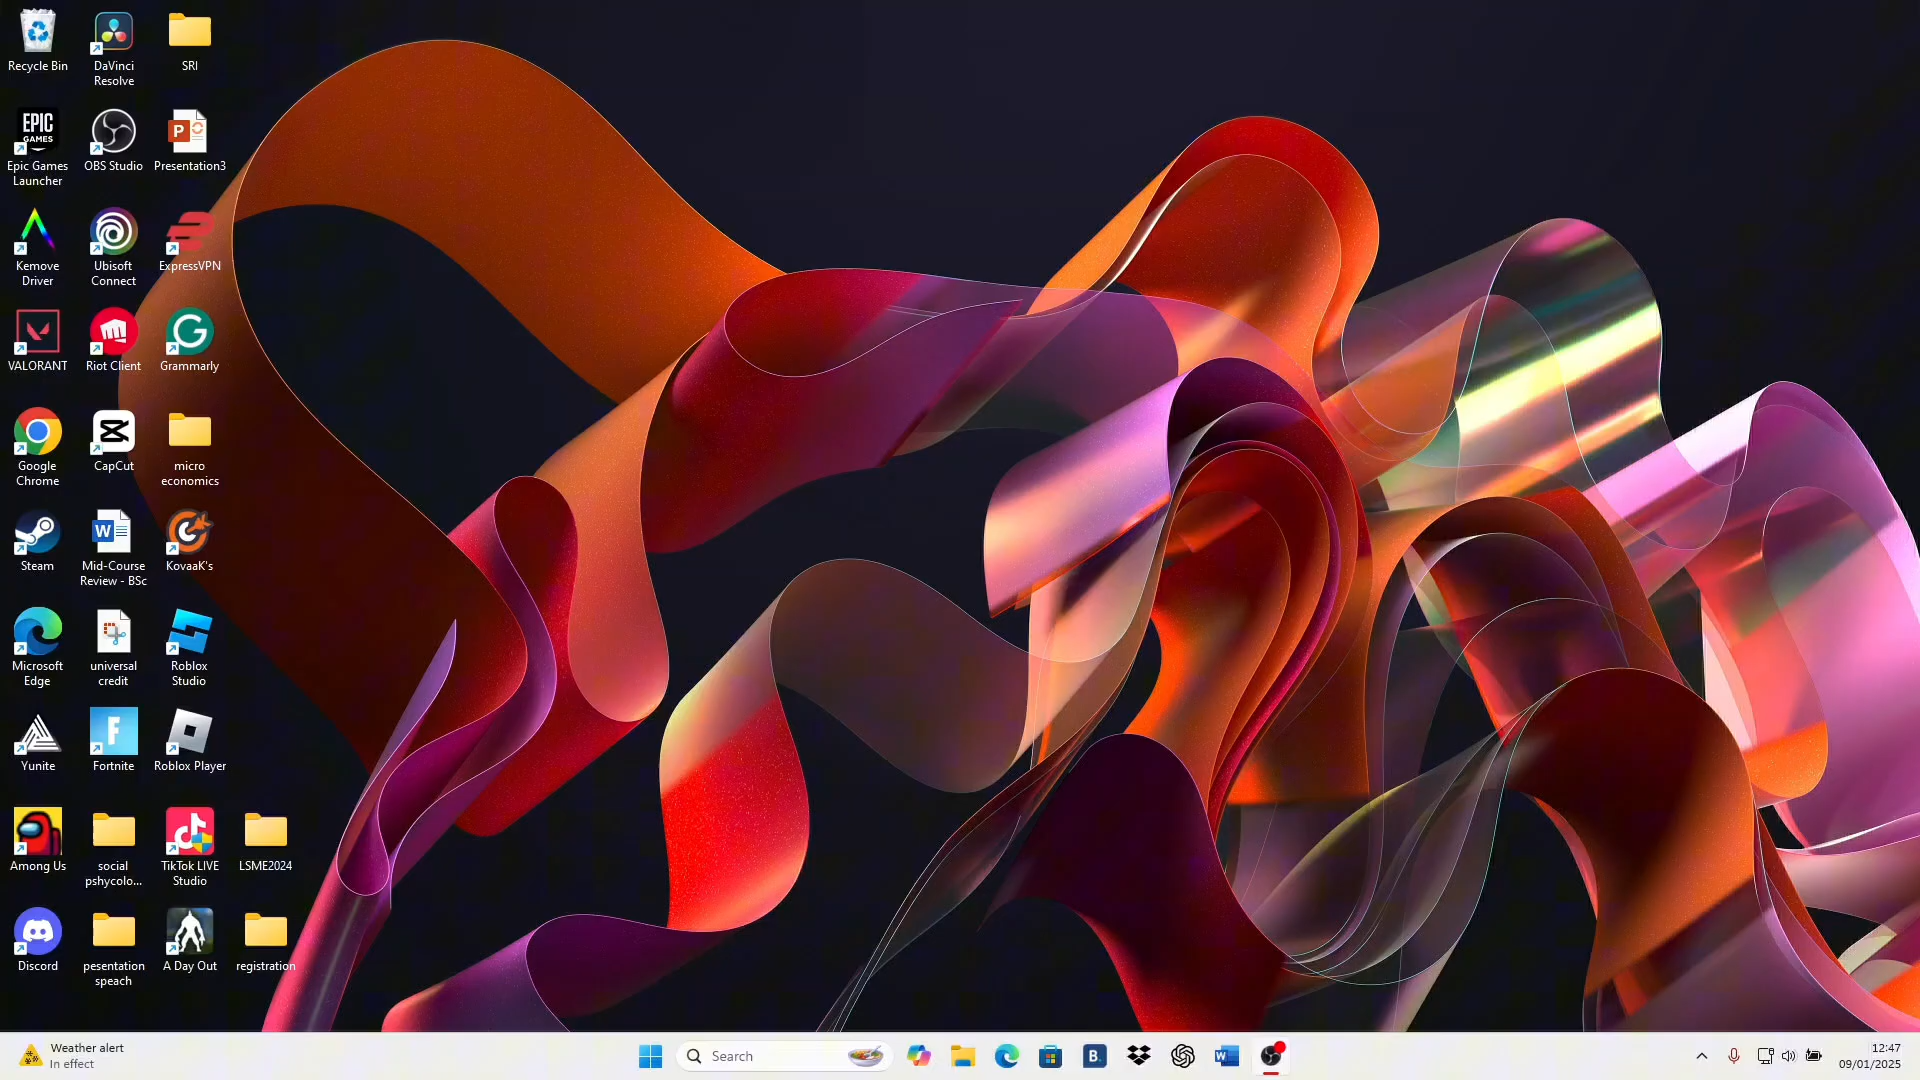 Recycle Bin
DaVinci
Resolve
SRI
EPIC
GAMES
Epic Games
Launcher
OBS Studio
P
Presentation3
Kemove
Driver
Ubisoft
Connect
ExpressVPN
VALORANT
Riot Client
Grammarly
Google
Chrome
CapCut
micro
economics
Steam
W
Mid-Course
Review - BSc
KovaaK's
Microsoft
Edge
universal
credit
Roblox
Studio
Yunite
F
Fortnite
Roblox Player
Among Us
social
pshycolo...
TikTok LIVE
Studio
LSME2024
Discord
pesentation
speach
A Day Out
registration
Weather alert
In effect
Search
B.
W
12:47
09/01/2025